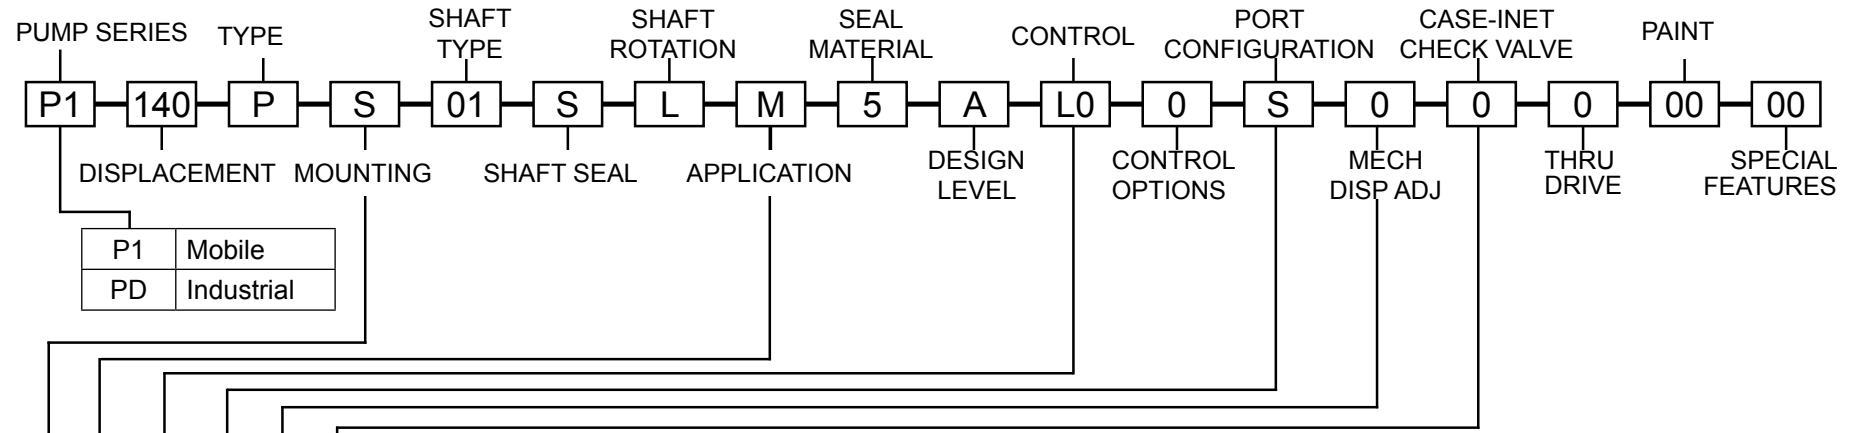 PUMP SERIES TYPE SHAFT TYPE SHAFT ROTATION SEAL MATERIAL CONTROL PORT CONFIGURATION CASE-INET CHECK VALVE PAINT
P1 140 P S 01 S L M 5 A L0 0 S 0 0 0 00 00
DISPLACEMENT MOUNTING SHAFT SEAL APPLICATION DESIGN LEVEL CONTROL OPTIONS MECH DISP ADJ THRU DRIVE SPECIAL FEATURES
P1 Mobile
PD Industrial